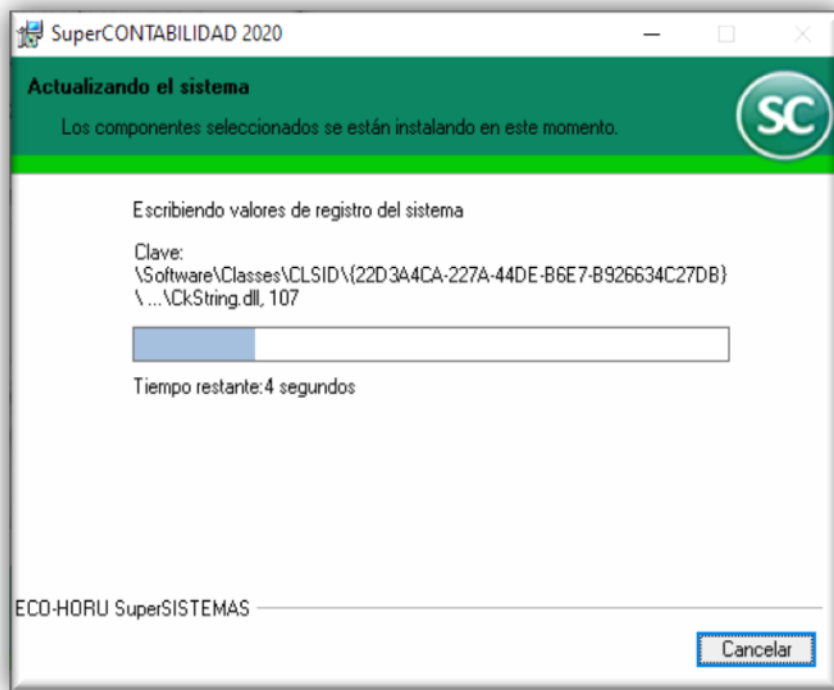 SuperCONTABILIDAD 2020
Actualizando el sistema
Los componentes seleccionados se están instalando en este momento.
SC
Escribiendo valores de registro del sistema
Clave:
\Software\Classes\CLSID\{22D3A4CA-227A-44DE-B6E7-B926634C27DB}
\ ...\CkString.dll, 107
Tiempo restante:4 segundos
ECO-HORU SuperSISTEMAS
Cancelar